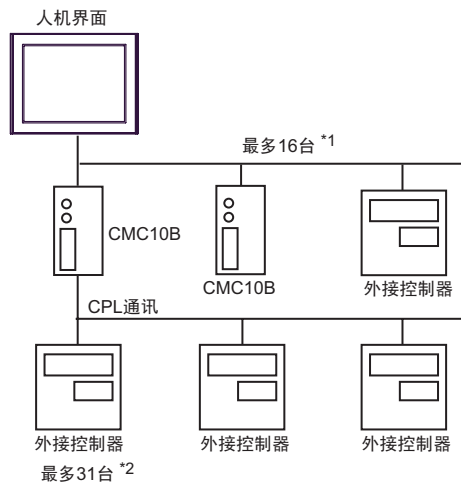 人机界面
最多16台 *1
CMC10B
CMC10B
外接控制器
CPL通讯
外接控制器
外接控制器
外接控制器
最多31台 *2